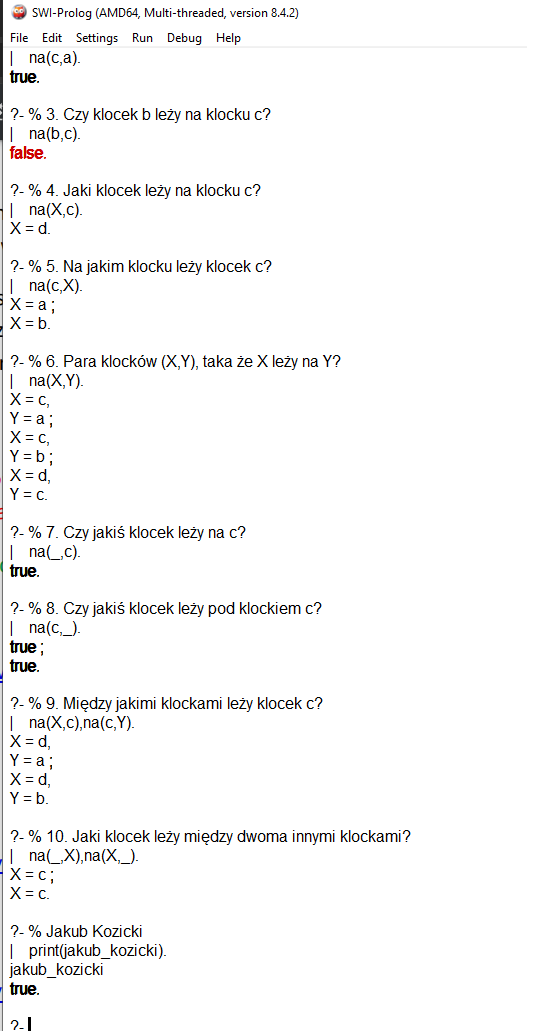 SWI-Prolog (AMD64, Multi-threaded, version 8.4.2)
File Edit Settings Run Debug Help
| na(c,a).
true.
?- % 3. Czy klocek b leży na klocku c?
| na(b,c).
false.
?- % 4. Jaki klocek leży na klocku c?
| na(X,c).
X = d.
?- % 5. Na jakim klocku leży klocek c?
| na(c,X).
X = a ;
X = b.
?- % 6. Para klocków (X,Y), taka że X leży na Y?
| na(X,Y).
X = c,
Y = a ;
X = c,
Y = b ;
X = d,
Y = c.
?- % 7. Czy jakiś klocek leży na c?
| na(_,c).
true.
?- % 8. Czy jakiś klocek leży pod klockiem c?
| na(c,_).
true ;
true.
?- % 9. Między jakimi klockami leży klocek c?
| na(X,c),na(c,Y).
X = d,
Y = a ;
X = d,
Y = b.
?- % 10. Jaki klocek leży między dwoma innymi klockami?
| na(_,X),na(X,_).
X = c ;
X = c.
?- % Jakub Kozicki
| print(jakub_kozicki).
jakub_kozicki
true.
?-